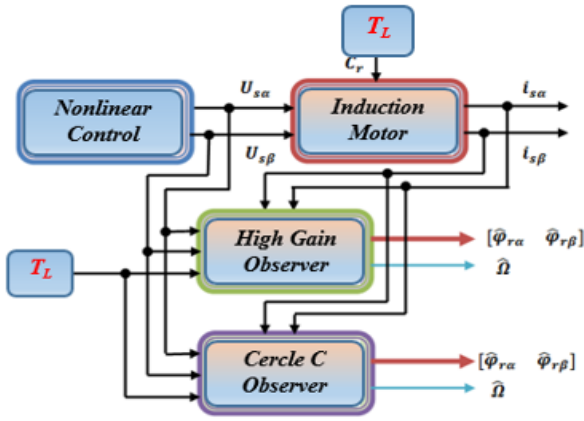 T_L
C_r
U_sα
i_sα
Nonlinear
Control
Induction
Motor
U_sβ
i_sβ
High Gain
Observer
[φ̂_rα φ̂_rβ]
Ω̂
T_L
Cercle C
Observer
[φ̂_rα φ̂_rβ]
Ω̂